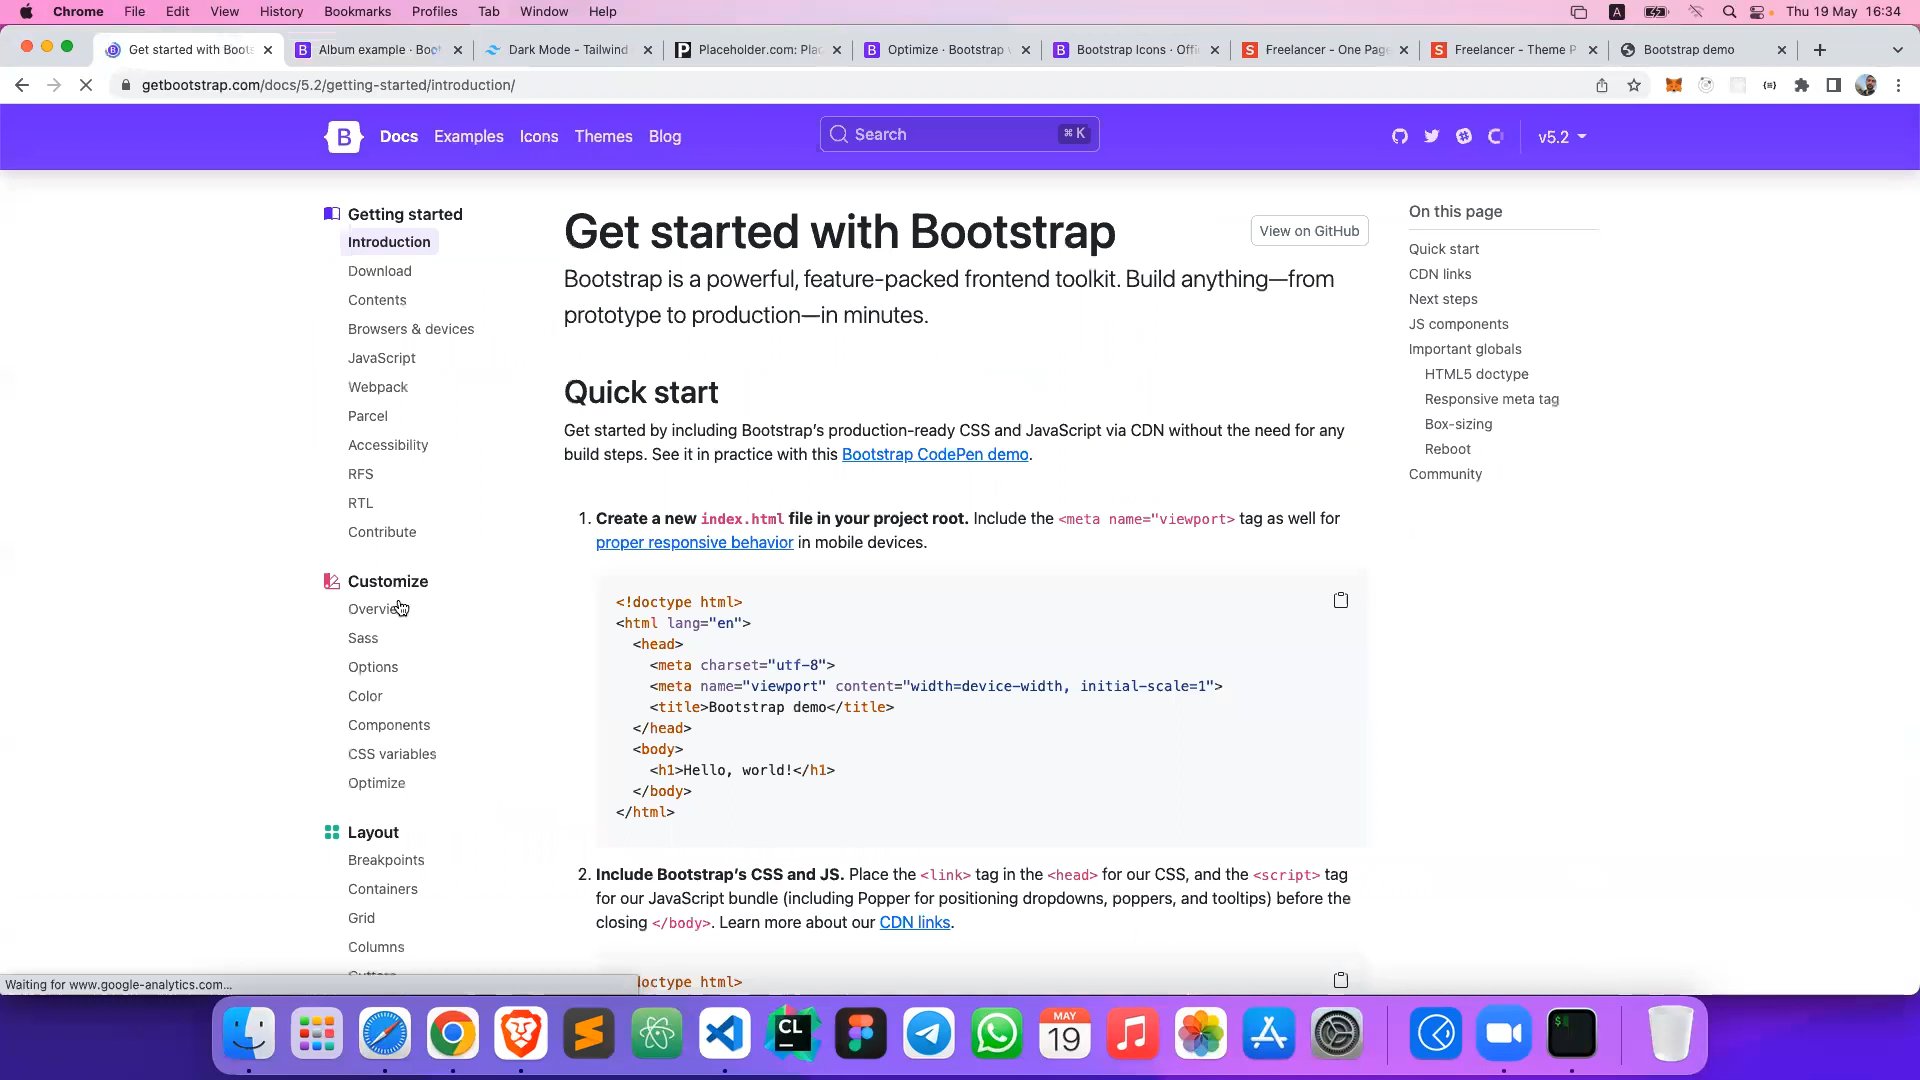 Chrome File Edit View History Bookmarks Profiles Tab Window Help
A Thu 19 May 16:34
Get started with Boots
Album example · Boo
Dark Mode - Tailwind
Placeholder.com: Plac
Optimize · Bootstrap v
Bootstrap Icons · Offi
Freelancer - One Page
Freelancer - Theme P
Bootstrap demo
getbootstrap.com/docs/5.2/getting-started/introduction/
B Docs Examples Icons Themes Blog
Search ⌘ K
v5.2
Getting started
Introduction
Download
Contents
Browsers & devices
JavaScript
Webpack
Parcel
Accessibility
RFS
RTL
Contribute
Customize
Overvie
Sass
Options
Color
Components
CSS variables
Optimize
Layout
Breakpoints
Containers
Grid
Columns
Get started with Bootstrap
View on GitHub
Bootstrap is a powerful, feature-packed frontend toolkit. Build anything—from
prototype to production—in minutes.
Quick start
Get started by including Bootstrap's production-ready CSS and JavaScript via CDN without the need for any
build steps. See it in practice with this Bootstrap CodePen demo.
1. Create a new index.html file in your project root. Include the <meta name="viewport> tag as well for
proper responsive behavior in mobile devices.
<!doctype html>
<html lang="en">
<head>
<meta charset="utf-8">
<meta name="viewport" content="width=device-width, initial-scale=1">
<title>Bootstrap demo</title>
</head>
<body>
<h1>Hello, world!</h1>
</body>
</html>
2. Include Bootstrap's CSS and JS. Place the <link> tag in the <head> for our CSS, and the <script> tag
for our JavaScript bundle (including Popper for positioning dropdowns, poppers, and tooltips) before the
closing </body>. Learn more about our CDN links.
doctype html>
On this page
Quick start
CDN links
Next steps
JS components
Important globals
HTML5 doctype
Responsive meta tag
Box-sizing
Reboot
Community
Waiting for www.google-analytics.com...
CL
MAY
19
$